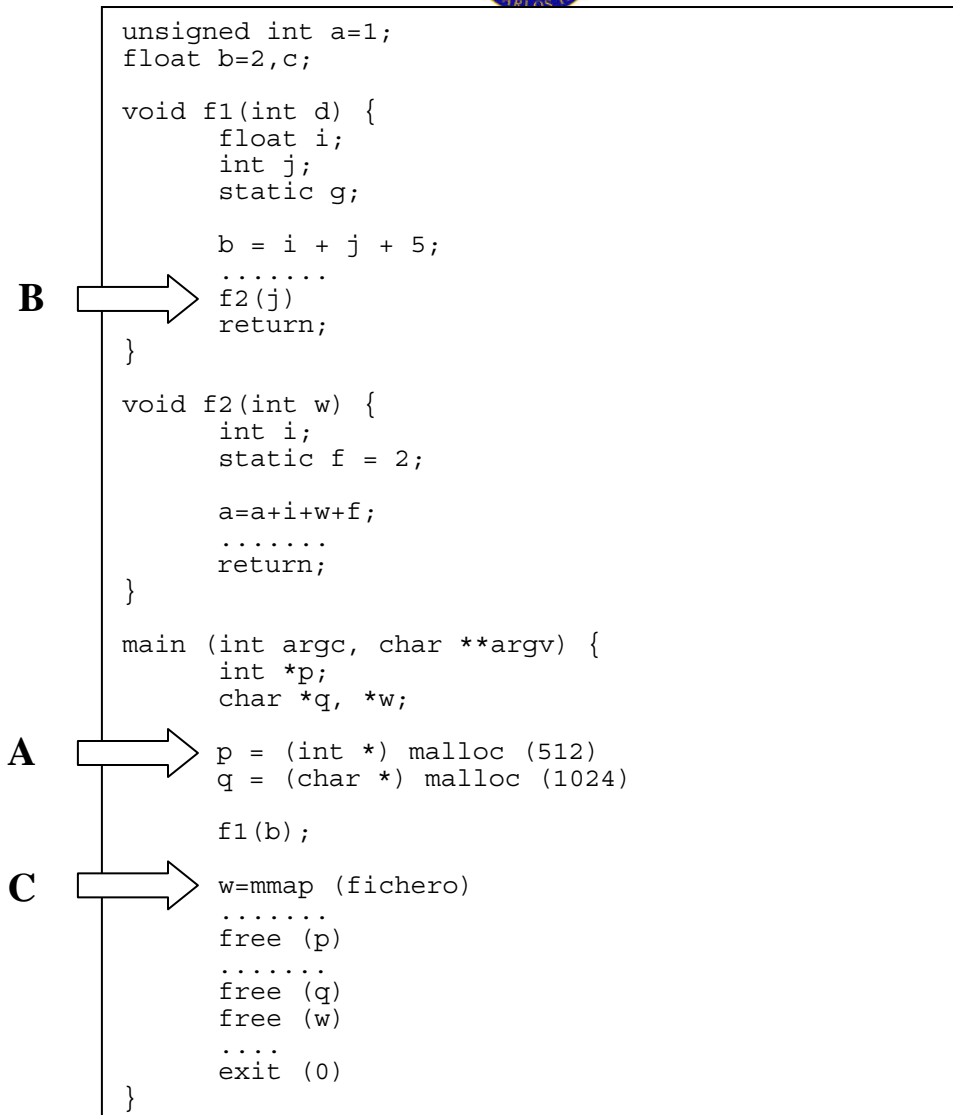 unsigned int a=1;
float b=2,c;
void f1(int d) {
float i;
int j;
static g;
b = i + j + 5;
.......
B f2(j)
return;
}
void f2(int w) {
int i;
static f = 2;
a=a+i+w+f;
.......
return;
}
main (int argc, char **argv) {
int *p;
char *q, *w;
A p = (int *) malloc (512)
q = (char *) malloc (1024)
f1(b);
C w=mmap (fichero)
.......
free (p)
.......
free (q)
free (w)
....
exit (0)
}